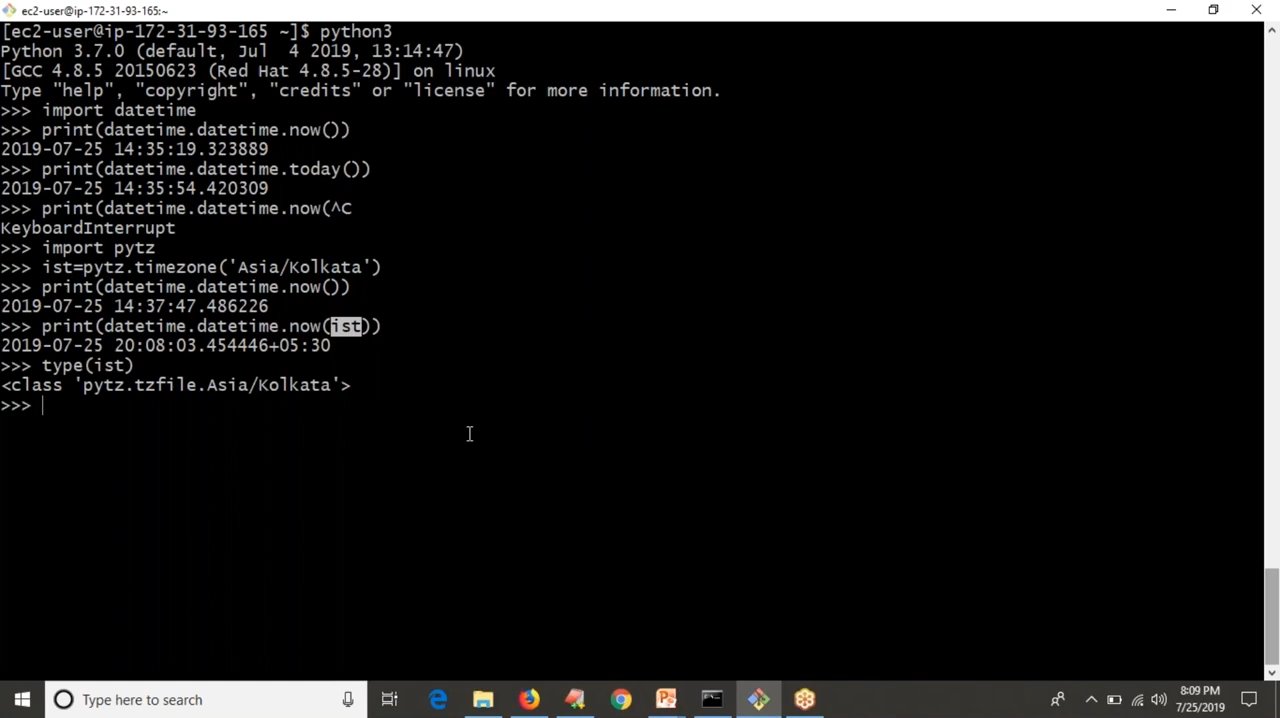 ec2-user@ip-172-31-93-165:~
[ec2-user@ip-172-31-93-165 ~]$ python3
Python 3.7.0 (default, Jul  4 2019, 13:14:47)
[GCC 4.8.5 20150623 (Red Hat 4.8.5-28)] on linux
Type "help", "copyright", "credits" or "license" for more information.
>>> import datetime
>>> print(datetime.datetime.now())
2019-07-25 14:35:19.323889
>>> print(datetime.datetime.today())
2019-07-25 14:35:54.420309
>>> print(datetime.datetime.now(^C
KeyboardInterrupt
>>> import pytz
>>> ist=pytz.timezone('Asia/Kolkata')
>>> print(datetime.datetime.now())
2019-07-25 14:37:47.486226
>>> print(datetime.datetime.now(ist))
2019-07-25 20:08:03.454446+05:30
>>> type(ist)
<class 'pytz.tzfile.Asia/Kolkata'>
>>>
Type here to search
8:09 PM
7/25/2019